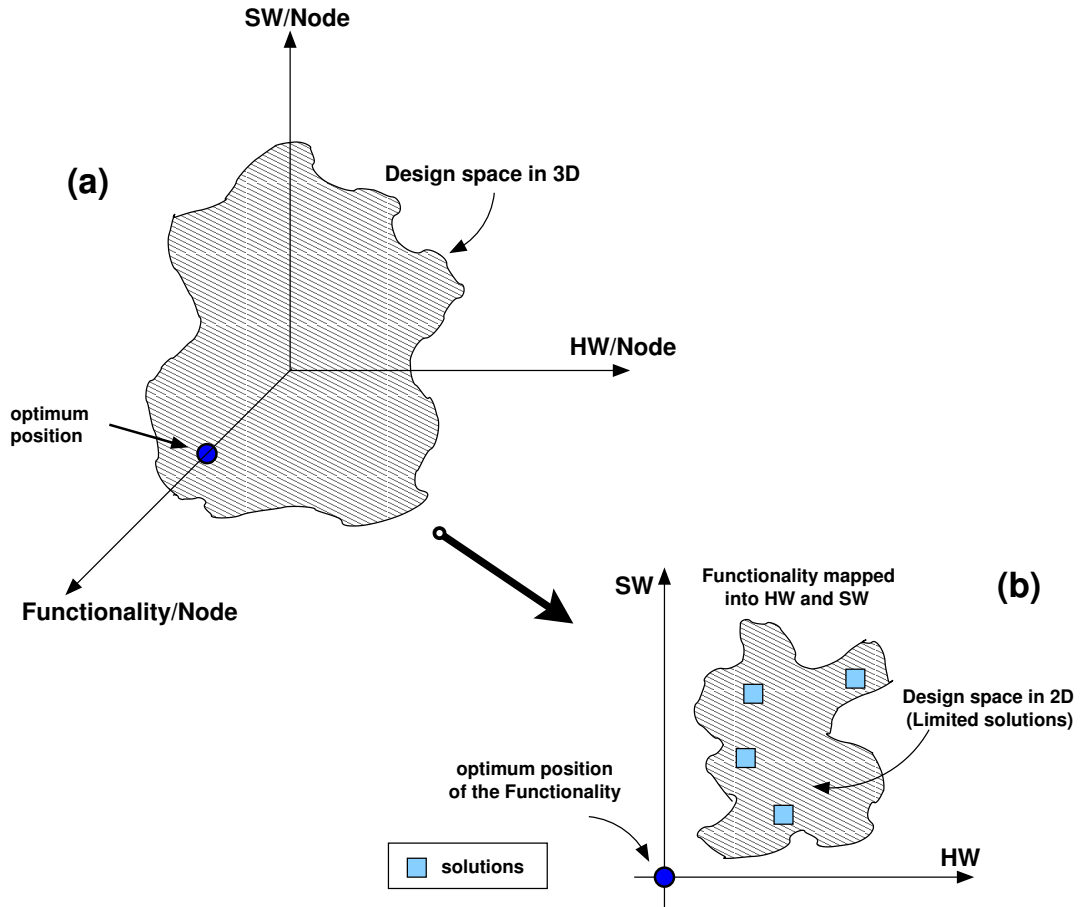 SW/Node
(a)
Design space in 3D
HW/Node
optimum
position
Functionality/Node
SW
Functionality mapped
into HW and SW
(b)
Design space in 2D
(Limited solutions)
optimum position
of the Functionality
solutions
HW